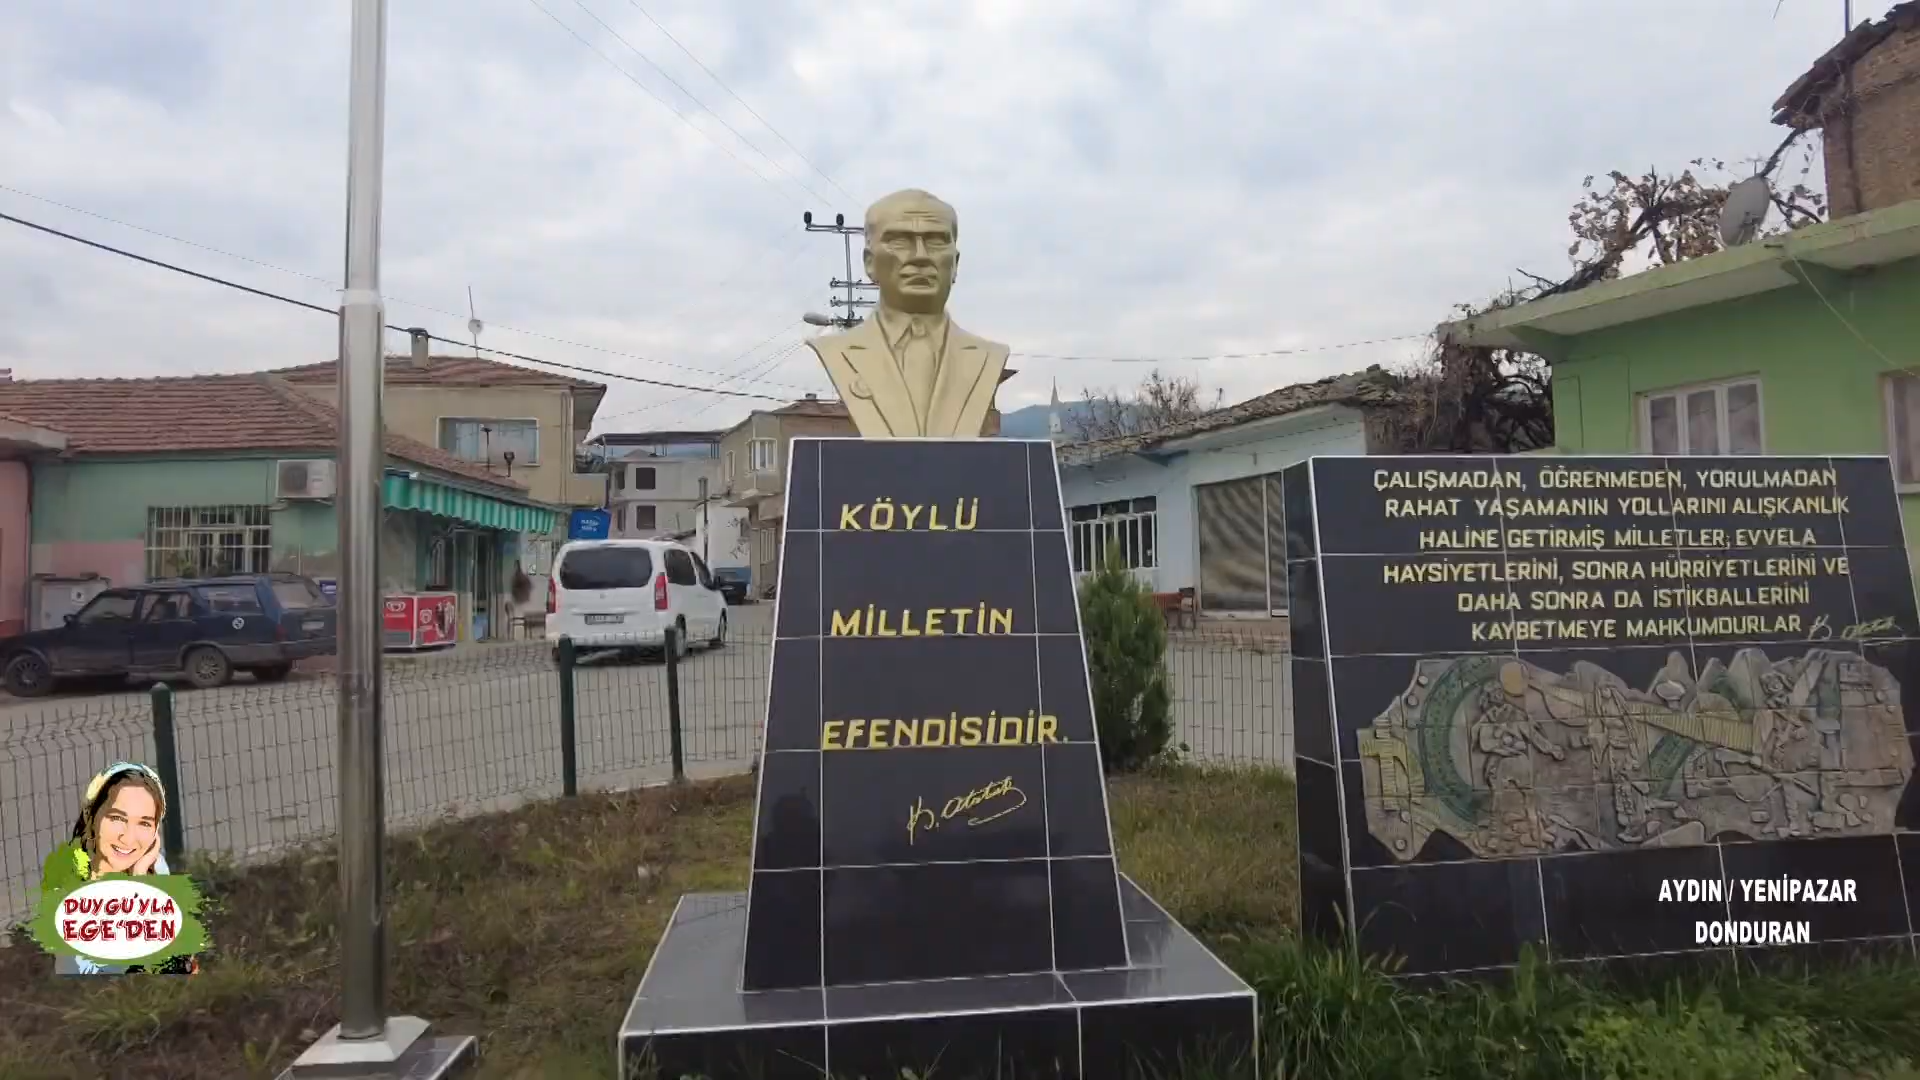 KÖYLÜ
MİLLETİN
EFENDİSİDİR.
K. Atatürk
ÇALIŞMADAN, ÖĞRENMEDEN, YORULMADAN
RAHAT YAŞAMANIN YOLLARINI ALIŞKANLIK
HALİNE GETİRMİŞ MİLLETLER; EVVELA
HAYSİYETLERİNİ, SONRA HÜRRİYETLERİNİ VE
DAHA SONRA DA İSTİKBALLERİNİ
KAYBETMEYE MAHKUMDURLAR K. Atatürk
DUYGU'YLA
EGE'DEN
AYDIN / YENİPAZAR
DONDURAN